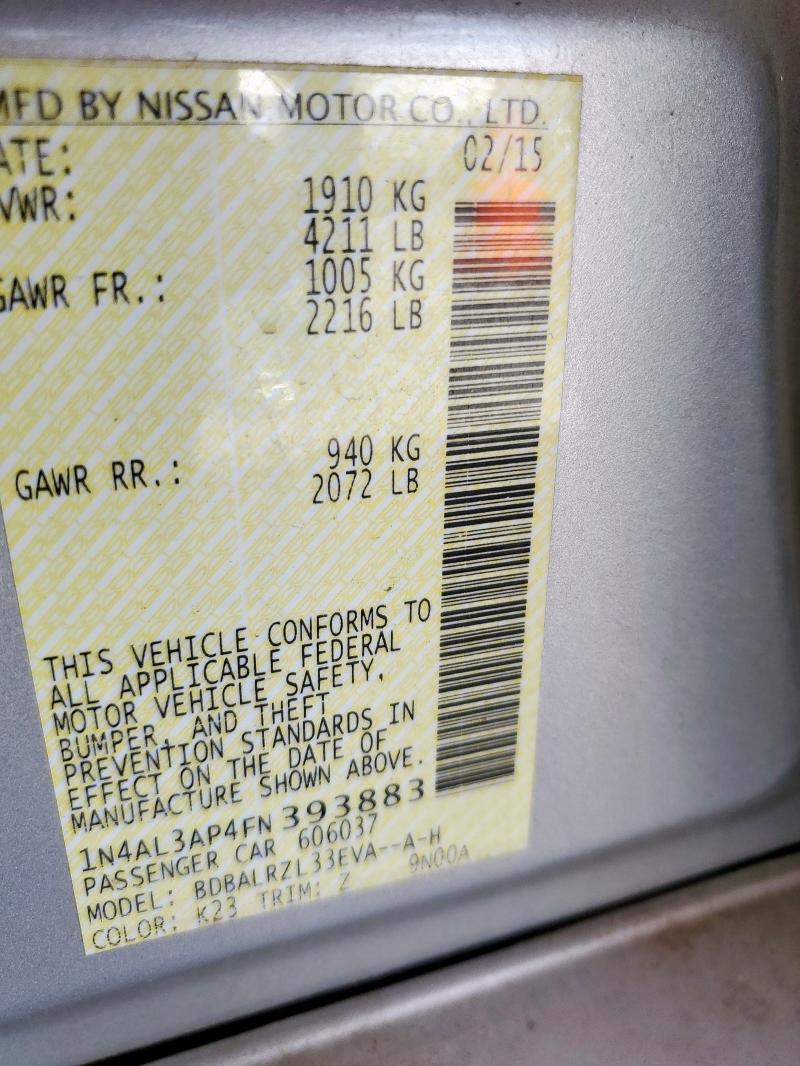 MFD BY NISSAN MOTOR CO., LTD.
ATE: 02/15
VWR: 1910 KG
4211 LB
GAWR FR.: 1005 KG
2216 LB
GAWR RR.: 940 KG
2072 LB
THIS VEHICLE CONFORMS TO
ALL APPLICABLE FEDERAL
MOTOR VEHICLE SAFETY,
BUMPER, AND THEFT
PREVENTION STANDARDS IN
EFFECT ON THE DATE OF
MANUFACTURE SHOWN ABOVE.
1N4AL3AP4FN393883
PASSENGER CAR 606037
MODEL: BDBALRZL33EVA--A-H
COLOR: K23 TRIM: Z 9N00A